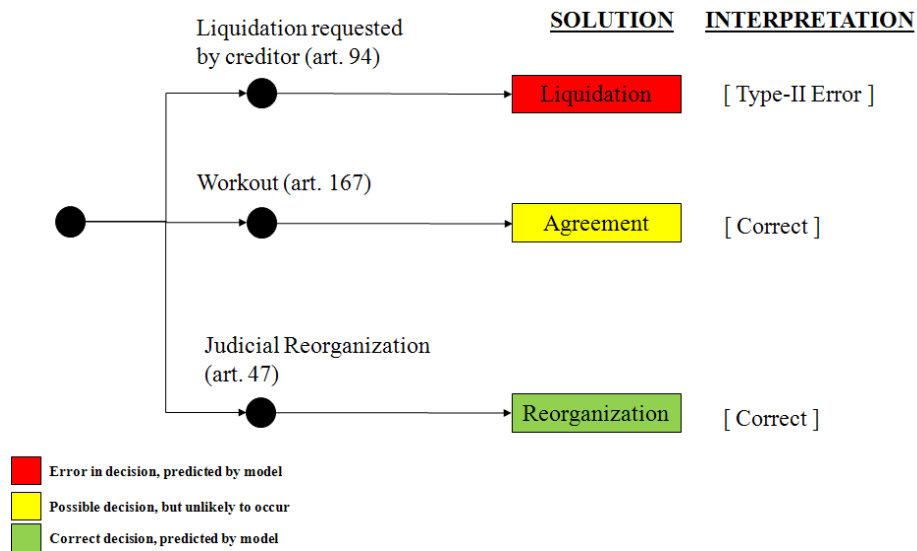 SOLUTION INTERPRETATION
Liquidation requested
by creditor (art. 94)
Liquidation [ Type-II Error ]
Workout (art. 167)
Agreement [ Correct ]
Judicial Reorganization
(art. 47)
Reorganization [ Correct ]
Error in decision, predicted by model
Possible decision, but unlikely to occur
Correct decision, predicted by model